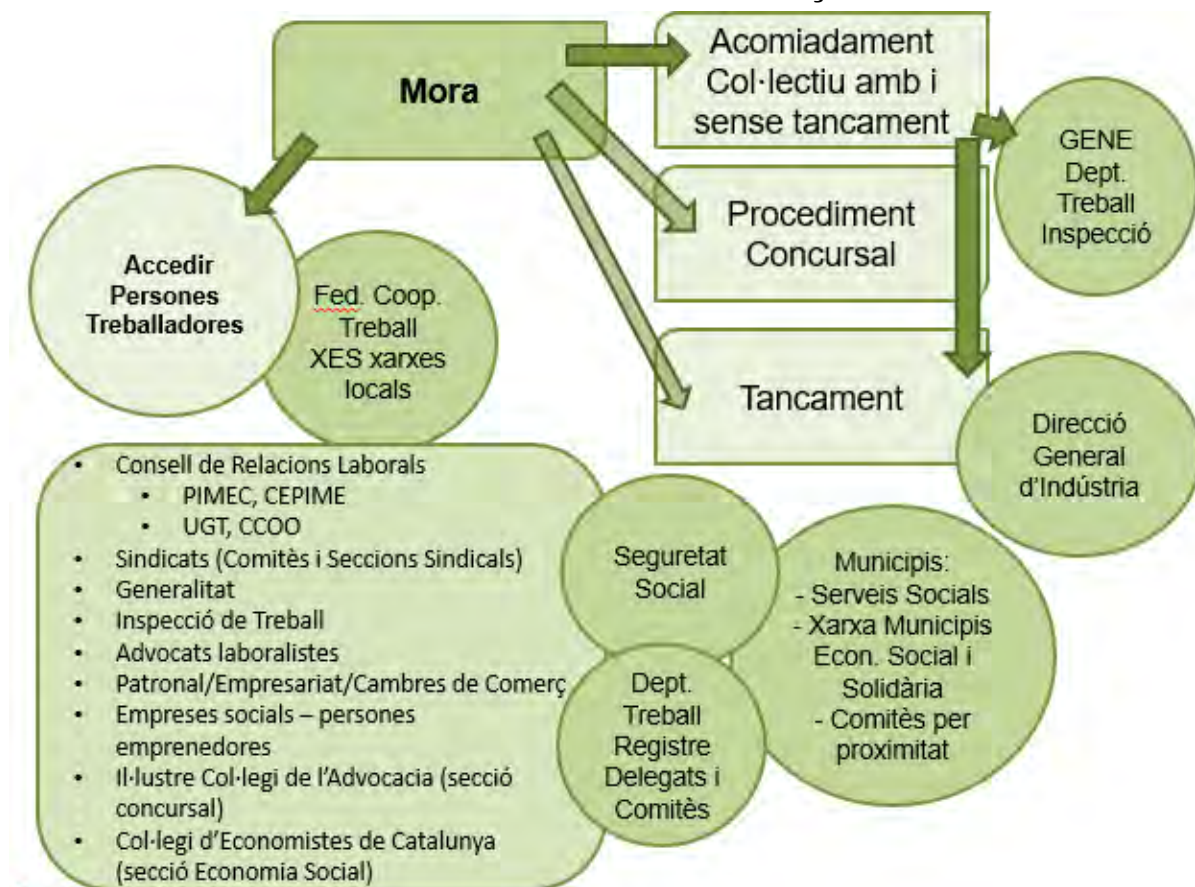 Mora
Acomiadament
Col·lectiu amb i
sense tancament
GENE
Dept.
Treball
Inspecció
Procediment
Concursal
Accedir
Persones
Treballadores
Fed. Coop.
Treball
XES xarxes
locals
Tancament
Direcció
General
d'Indústria
• Consell de Relacions Laborals
• PIMEC, CEPIME
• UGT, CCOO
• Sindicats (Comitès i Seccions Sindicals)
• Generalitat
• Inspecció de Treball
• Advocats laboralistes
• Patronal/Empresariat/Cambres de Comerç
• Empreses socials – persones
emprenedores
• Il·lustre Col·legi de l'Advocacia (secció
concursal)
• Col·legi d'Economistes de Catalunya
(secció Economia Social)
Seguretat
Social
Municipis:
- Serveis Socials
- Xarxa Municipis
Econ. Social i
Solidària
- Comitès per
proximitat
Dept.
Treball
Registre
Delegats i
Comitès